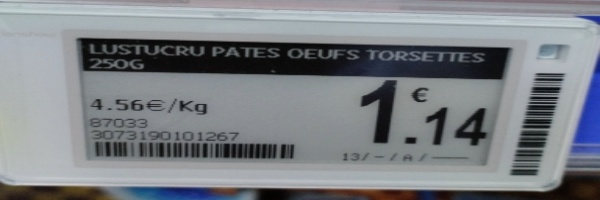 LUSTUCRU PATES OEUFS TORSETTES
250G
4.56€/Kg
1.14€
87033
3073190101267
13/-/A/----